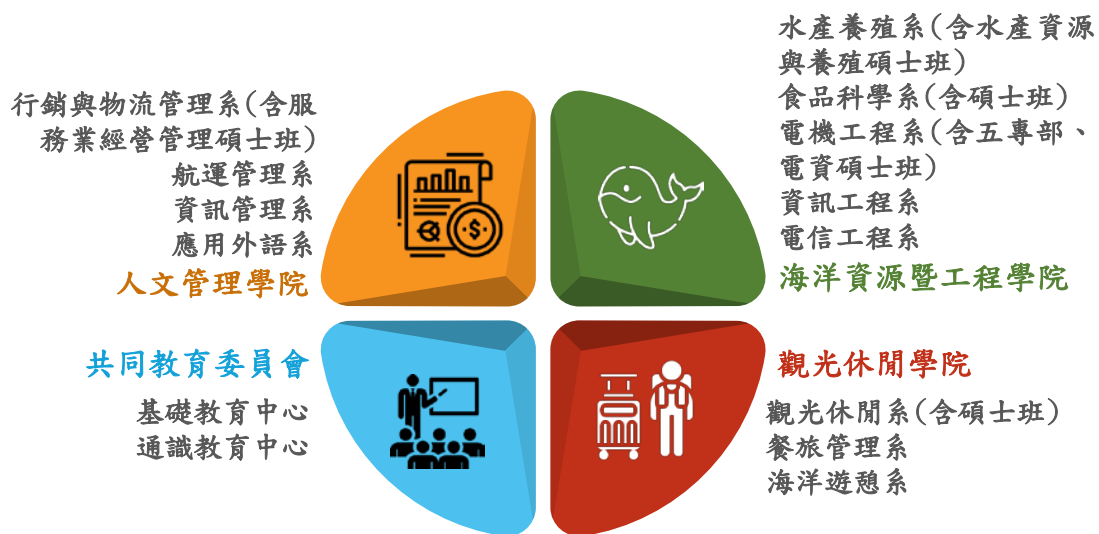 行銷與物流管理系(含服
務業經營管理碩士班)
航運管理系
資訊管理系
應用外語系
人文管理學院
水產養殖系(含水產資源
與養殖碩士班)
食品科學系(含碩士班)
電機工程系(含五專部、
電資碩士班)
資訊工程系
電信工程系
海洋資源暨工程學院
共同教育委員會
基礎教育中心
通識教育中心
觀光休閒學院
觀光休閒系(含碩士班)
餐旅管理系
海洋遊憩系